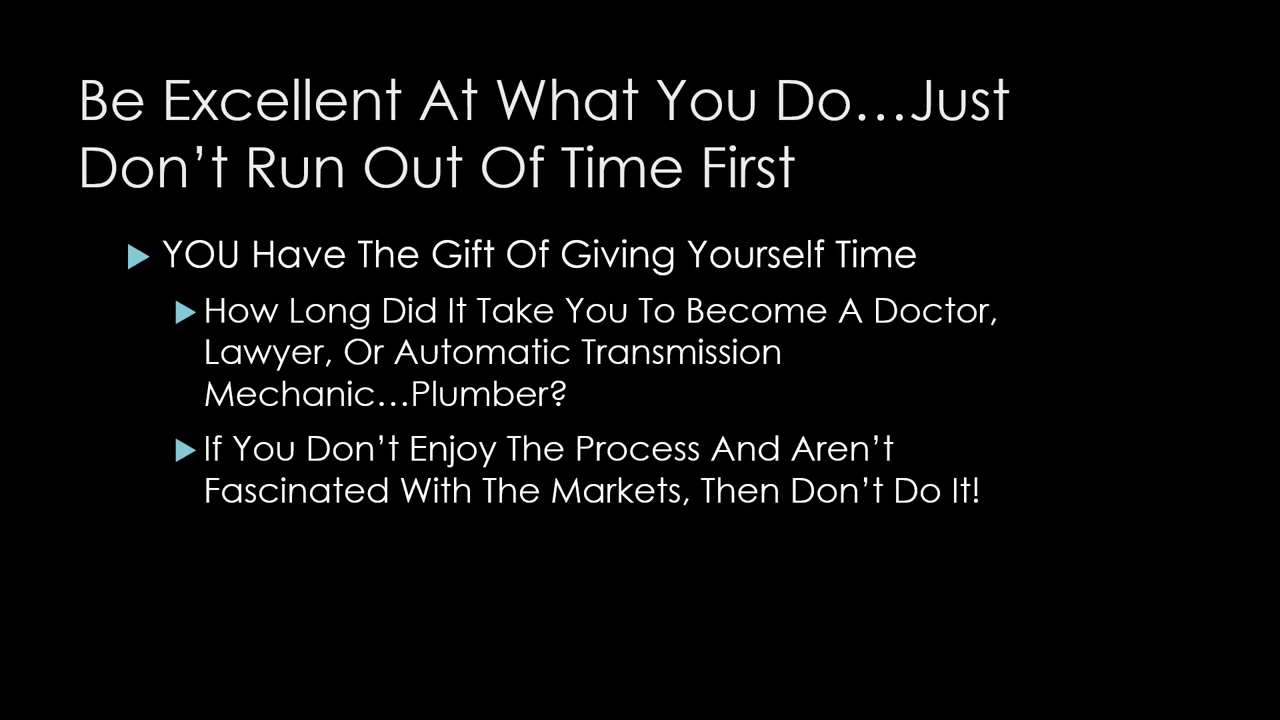 Be Excellent At What You Do…Just
Don’t Run Out Of Time First
YOU Have The Gift Of Giving Yourself Time
How Long Did It Take You To Become A Doctor,
Lawyer, Or Automatic Transmission
Mechanic…Plumber?
If You Don’t Enjoy The Process And Aren’t
Fascinated With The Markets, Then Don’t Do It!